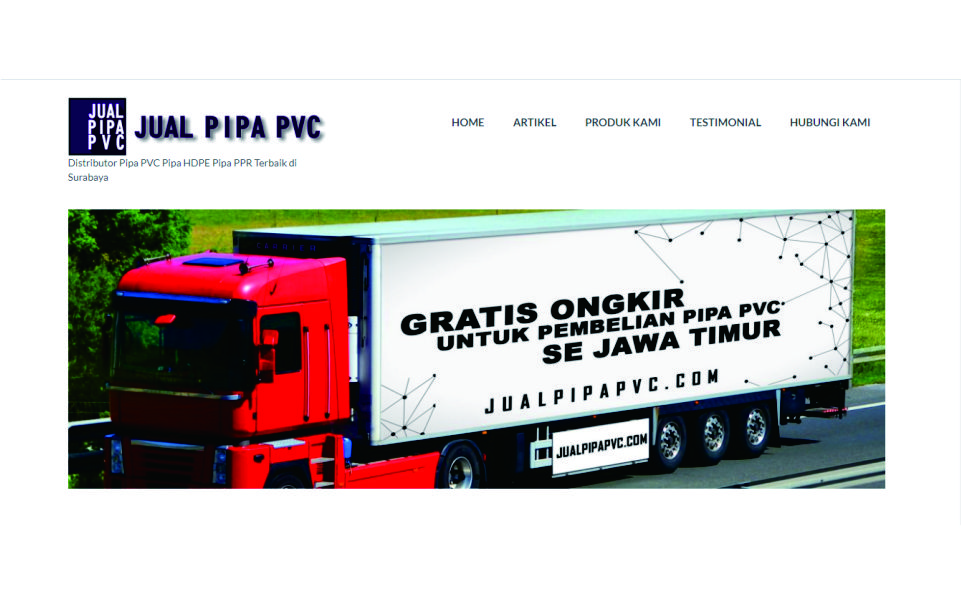 JUAL
PIPA
PVC
JUAL PIPA PVC
HOME
ARTIKEL
PRODUK KAMI
TESTIMONIAL
HUBUNGI KAMI
Distributor Pipa PVC Pipa HDPE Pipa PPR Terbaik di
Surabaya
GRATIS ONGKIR
UNTUK PEMBELIAN PIPA PVC
SE JAWA TIMUR
JUALPIPAPVC.COM
JUALPIPAPVC.COM